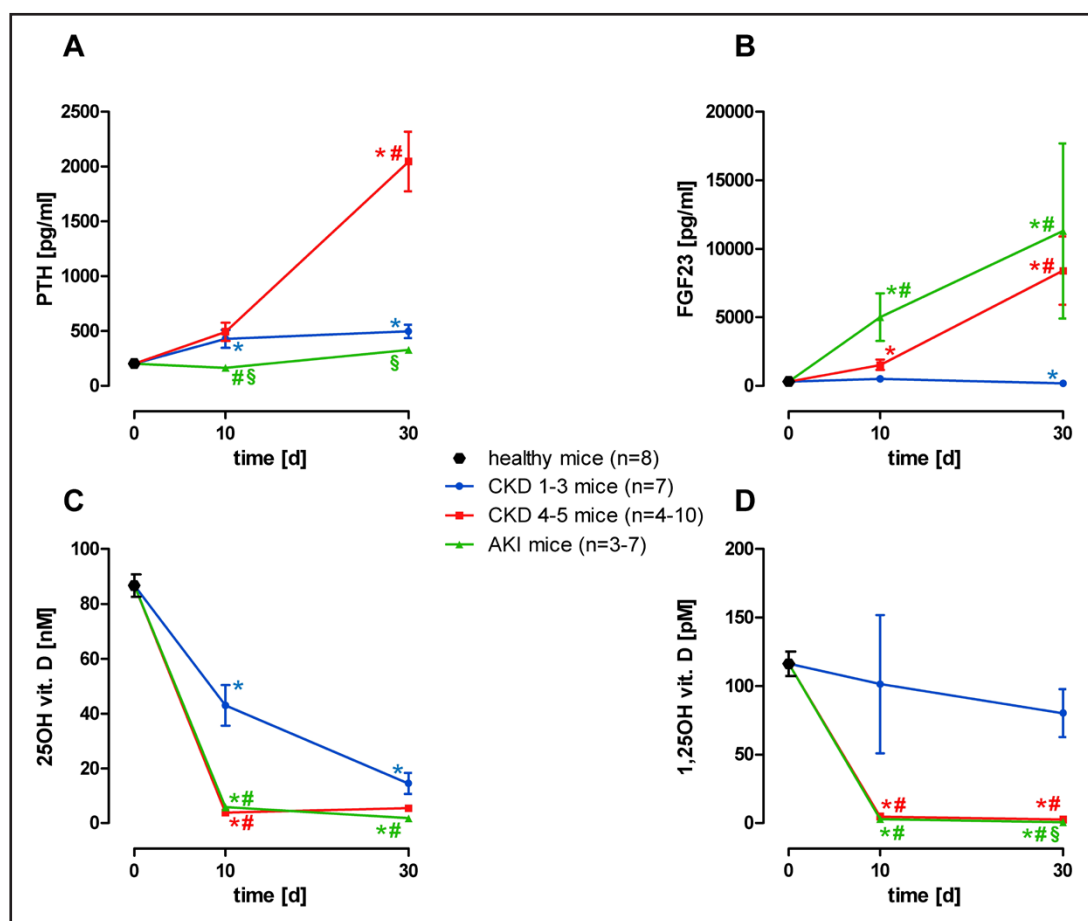 A
PTH [pg/ml]
2500
2000
1500
1000
500
0
* #
*
*
# §
§
0 10 30
time [d]
B
FGF23 [pg/ml]
20000
15000
10000
5000
0
*#
*#
*#
*
*
0 10 30
time [d]
healthy mice (n=8)
CKD 1-3 mice (n=7)
CKD 4-5 mice (n=4-10)
AKI mice (n=3-7)
C
25OH vit. D [nM]
100
80
60
40
20
0
*
*
*#
*#
*#
0 10 30
time [d]
D
1,25OH vit. D [pM]
200
150
100
50
0
*#
*#
*#
*# §
0 10 30
time [d]